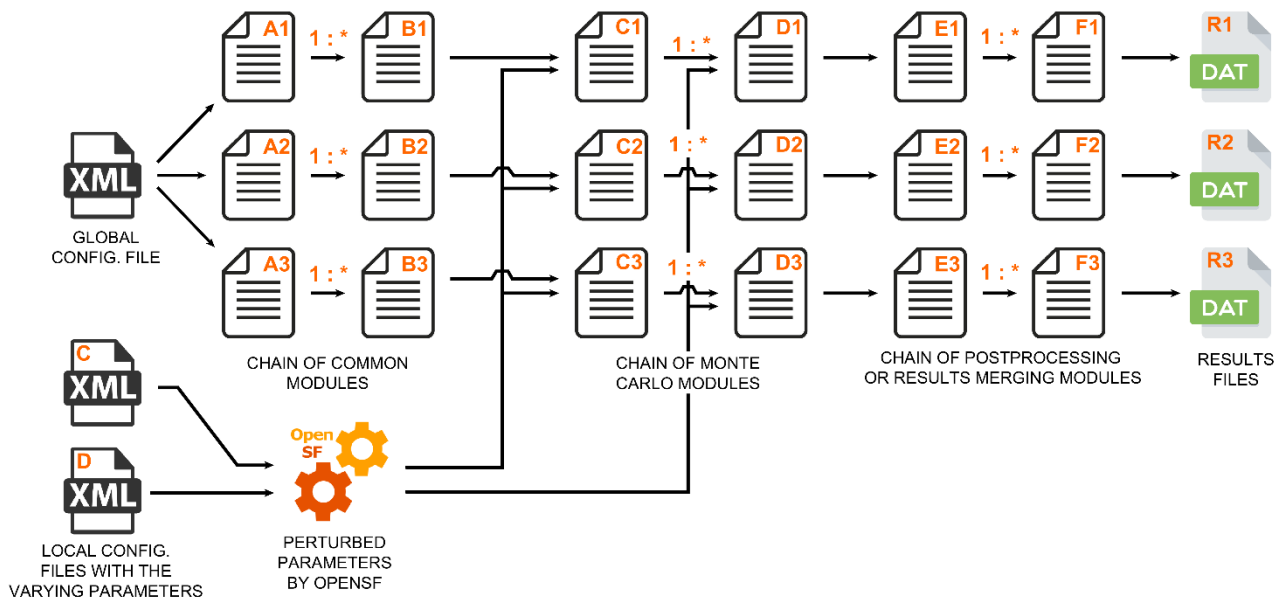 A1
1 : *
B1
C1
1 : *
D1
E1
1 : *
F1
R1
DAT
XML
GLOBAL
CONFIG. FILE
A2
1 : *
B2
C2
1 : *
D2
E2
1 : *
F2
R2
DAT
A3
1 : *
B3
C3
1 : *
D3
E3
1 : *
F3
R3
DAT
CHAIN OF COMMON
MODULES
CHAIN OF MONTE
CARLO MODULES
CHAIN OF POSTPROCESSING
OR RESULTS MERGING MODULES
RESULTS
FILES
C
XML
D
XML
LOCAL CONFIG.
FILES WITH THE
VARYING PARAMETERS
Open
SF
PERTURBED
PARAMETERS
BY OPENSF